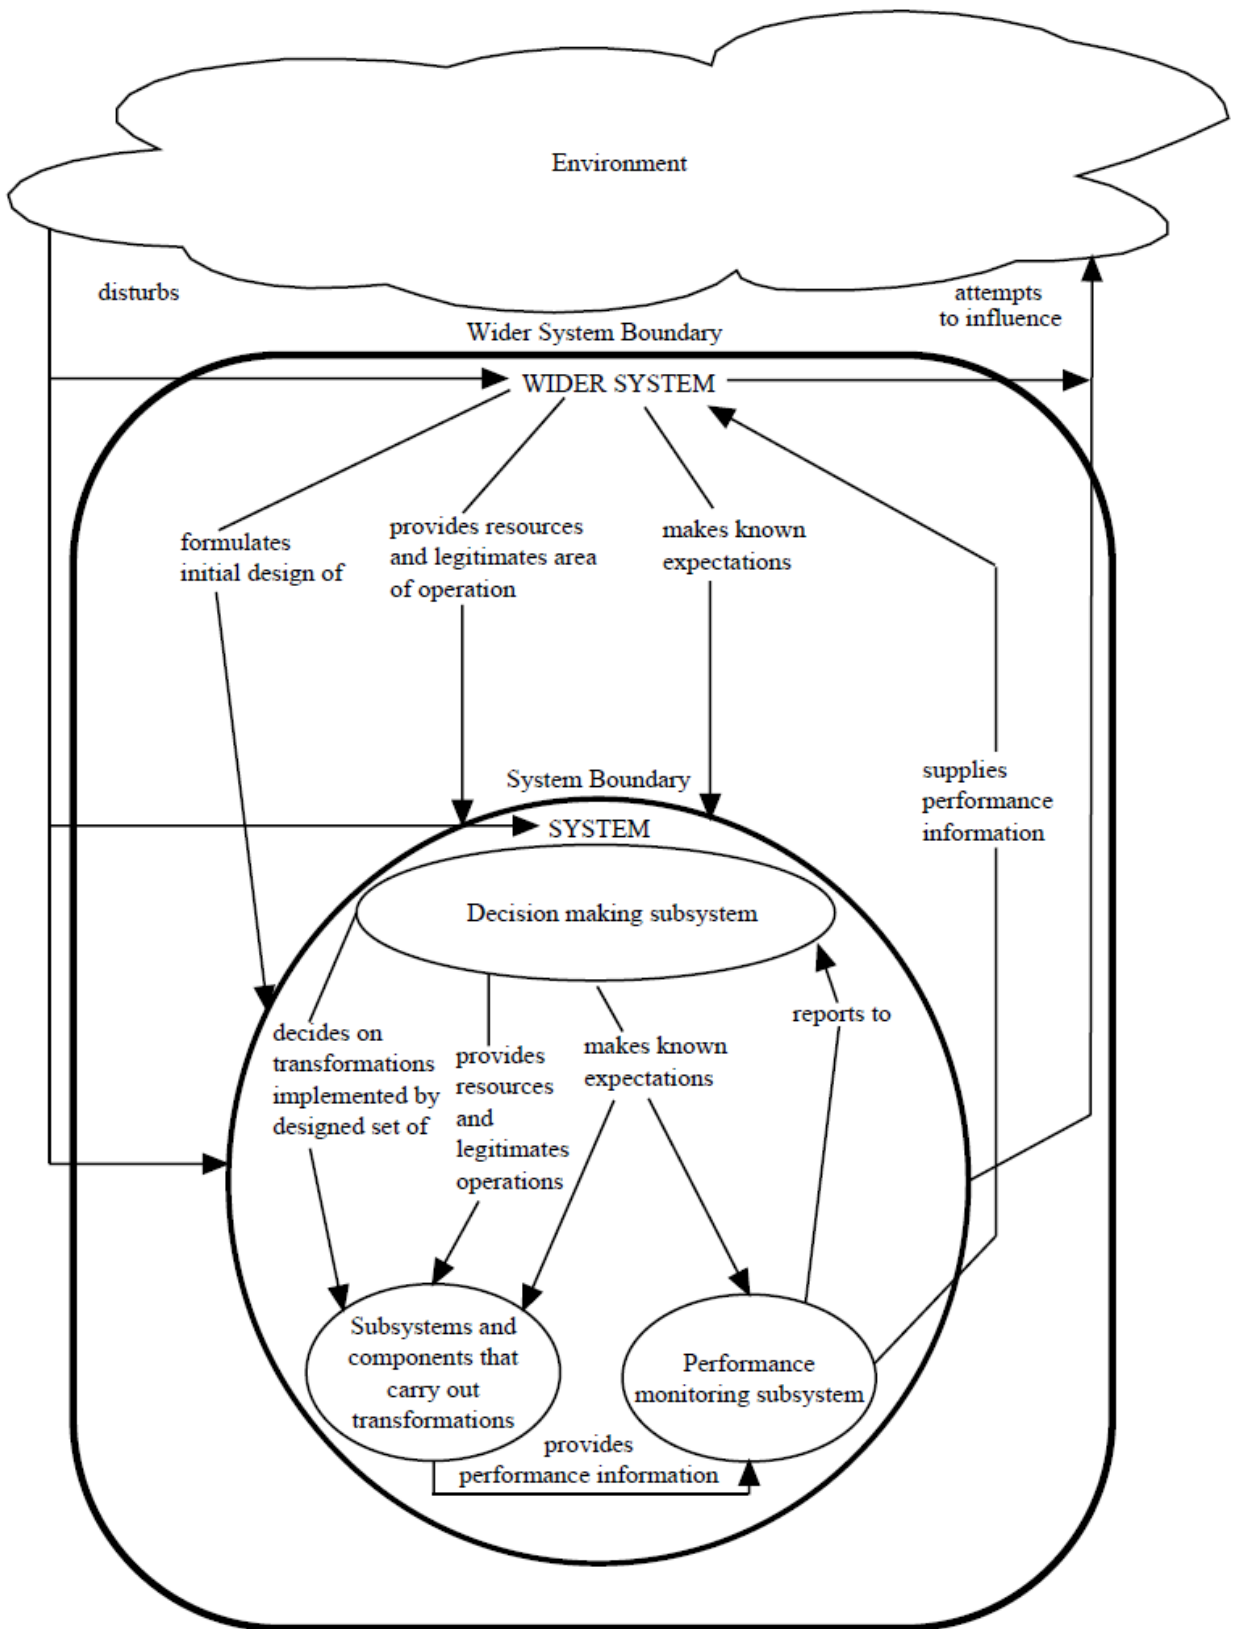 Environment
disturbs
attempts
to influence
Wider System Boundary
WIDER SYSTEM
formulates
initial design of
provides resources
and legitimates area
of operation
makes known
expectations
supplies
performance
information
System Boundary
SYSTEM
Decision making subsystem
decides on
transformations
implemented by
designed set of
provides
resources
and
legitimates
operations
makes known
expectations
reports to
Subsystems and
components that
carry out
transformations
Performance
monitoring subsystem
provides
performance information